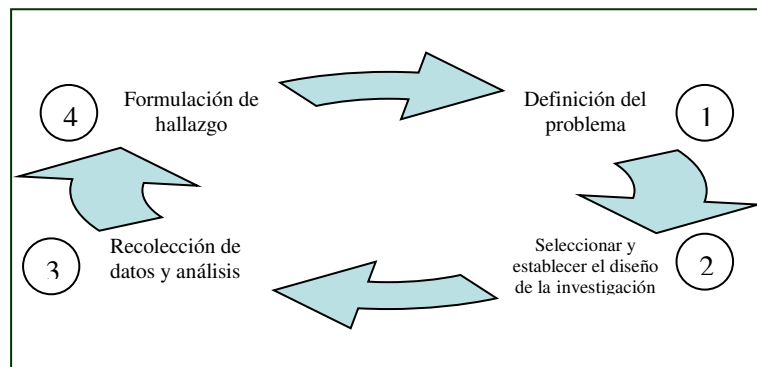 Formulación de
hallazgo
4
Definición del
problema
1
Recolección de
datos y análisis
3
Seleccionar y
establecer el diseño
de la investigación
2